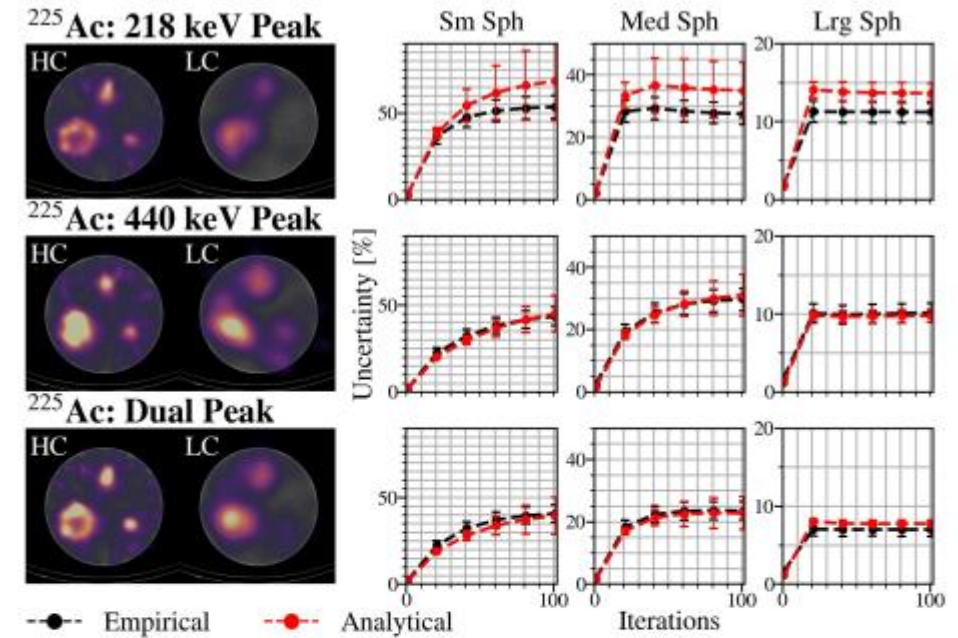 Sm Sph Med Sph Lrg Sph
²²⁵Ac: 218 keV Peak
HC LC
50
0
40
20
0
20
10
0
²²⁵Ac: 440 keV Peak
HC LC
Uncertainty [%]
50
0
40
20
0
20
10
0
²²⁵Ac: Dual Peak
HC LC
50
0
40
20
0
20
10
0
0 100 0 100 0 100
Iterations
Empirical Analytical